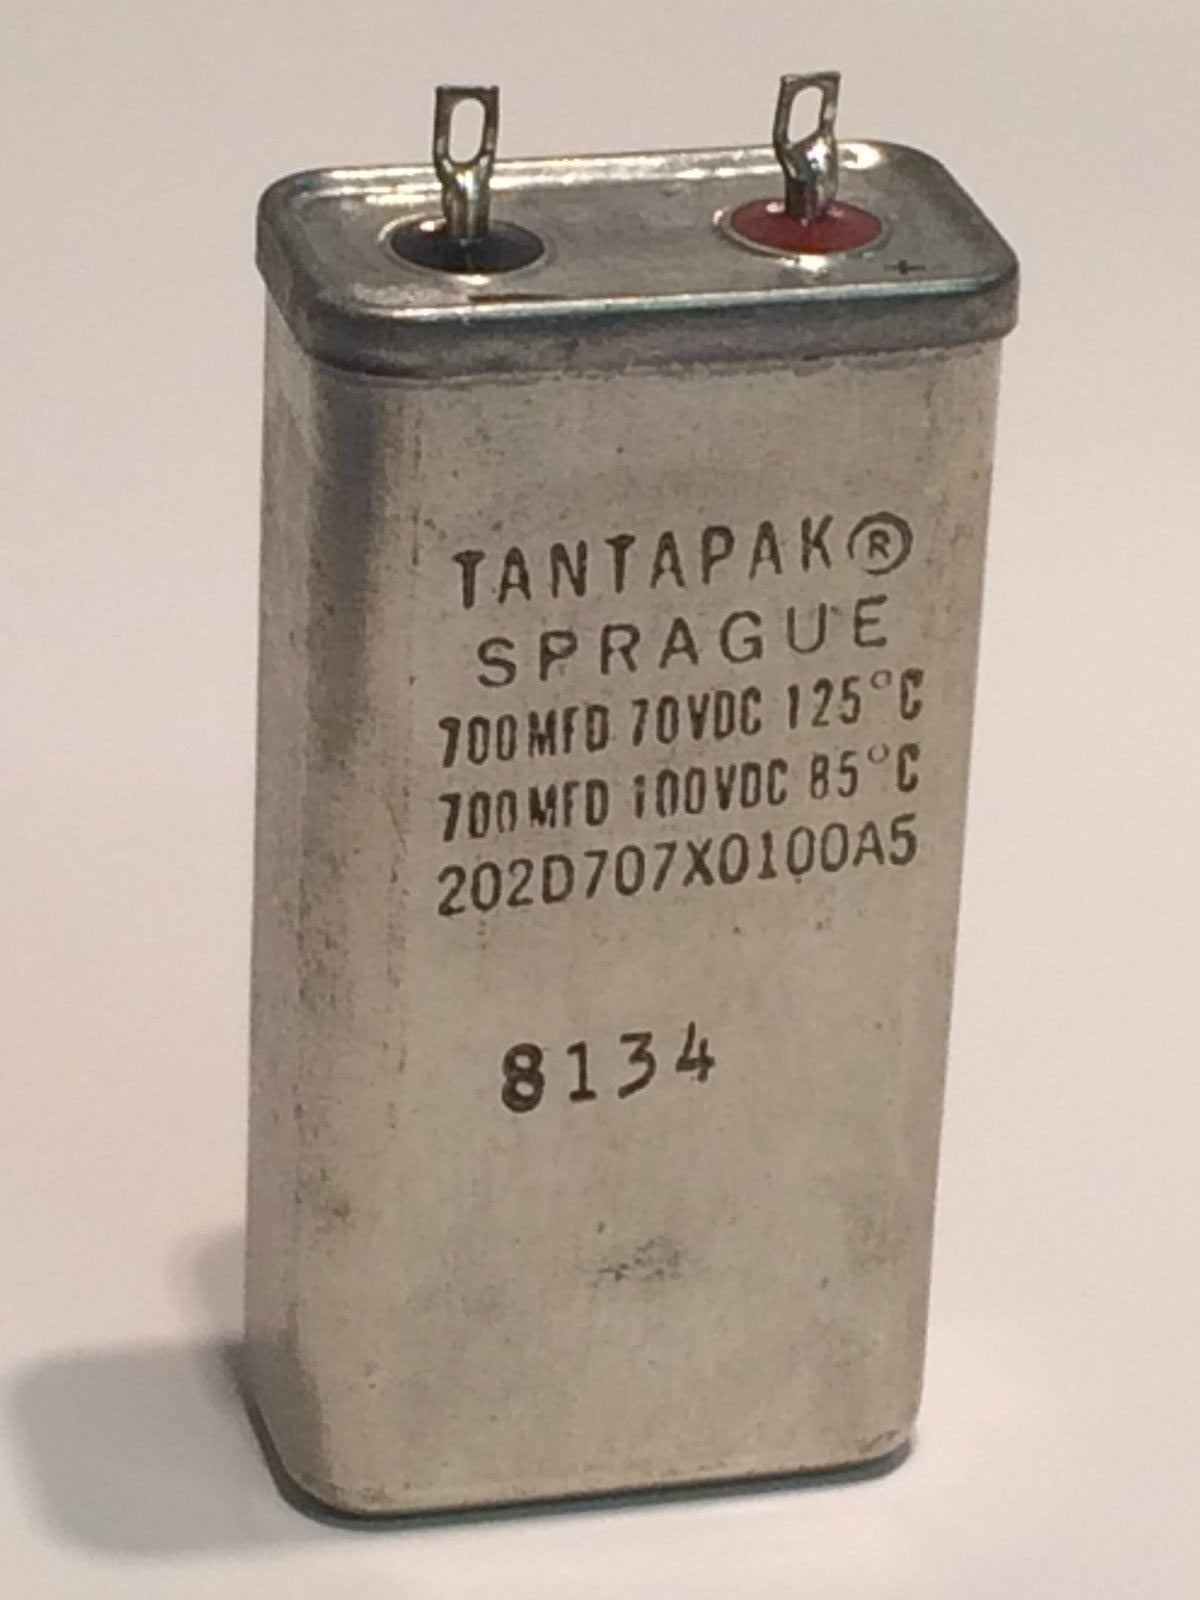 +
TANTAPAK®
SPRAGUE
700MFD 70VDC 125°C
700MFD 100VDC 85°C
202D707X0100A5
8134